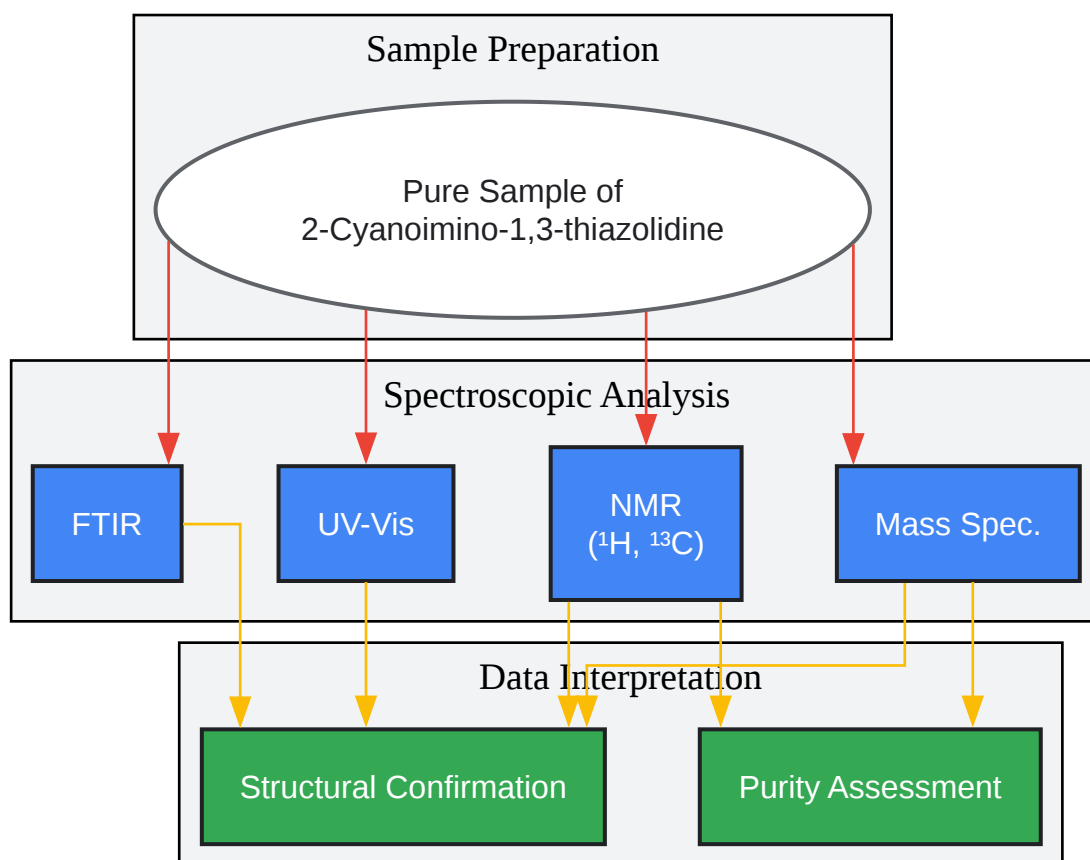 Sample Preparation
Pure Sample of
2-Cyanoimino-1,3-thiazolidine
Spectroscopic Analysis
FTIR
UV-Vis
NMR
(¹H, ¹³C)
Mass Spec.
Data Interpretation
Structural Confirmation
Purity Assessment